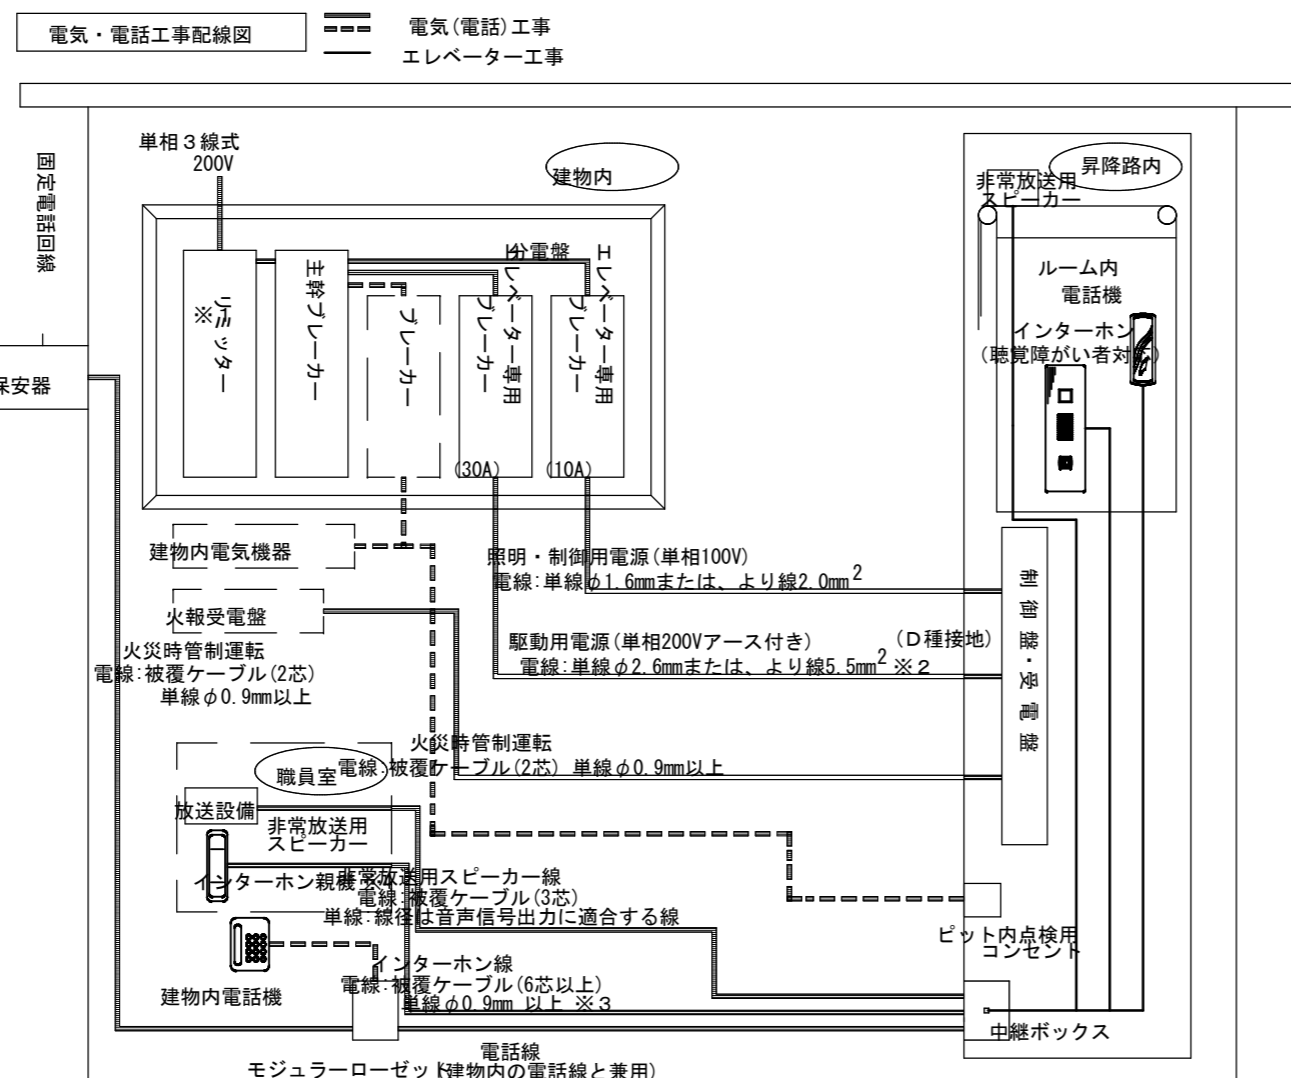 電気・電話工事配線図
電気(電話)工事
エレベーター工事
固定電話回線
保安器
単相３線式
200V
建物内
分電盤
リミッター
※
主幹ブレーカー
ブレーカー
エレベーター専用
ブレーカー
(30A)
エレベーター専用
ブレーカー
(10A)
昇降路内
非常放送用
スピーカー
ルーム内
電話機
インターホン
(聴覚障がい者対応)
建物内電気機器
照明・制御用電源(単相100V)
電線:単線φ1.6mmまたは、より線2.0mm2
火報受電盤
火災時管制運転
電線:被覆ケーブル(2芯)
単線φ0.9mm以上
駆動用電源(単相200Vアース付き)
(Ｄ種接地)
電線:単線φ2.6mmまたは、より線5.5mm2 ※２
制御盤・受電盤
火災時管制運転
電線:被覆ケーブル(2芯) 単線φ0.9mm以上
職員室
放送設備
非常放送用
スピーカー
インターホン親機
非常放送用スピーカー線
電線:被覆ケーブル(3芯)
単線:線径は音声信号出力に適合する線
ピット内点検用
コンセント
インターホン線
電線:被覆ケーブル(6芯以上)
単線φ0.9mm 以上 ※３
建物内電話機
中継ボックス
電話線
モジュラーローゼット
(建物内の電話線と兼用)